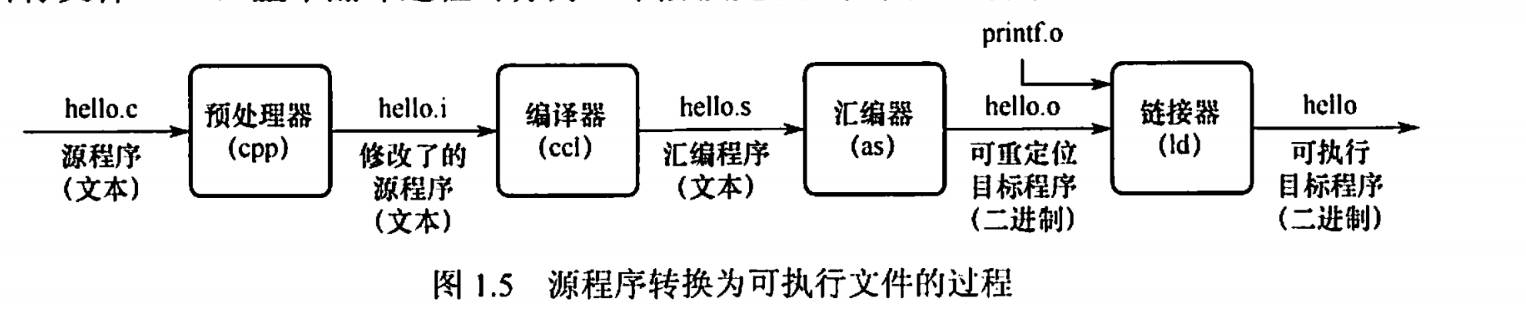 printf.o
hello.c
预处理器
(cpp)
hello.i
编译器
(ccl)
hello.s
汇编器
(as)
hello.o
链接器
(ld)
hello
源程序
(文本)
修改了的
源程序
(文本)
汇编程序
(文本)
可重定位
目标程序
(二进制)
可执行
目标程序
(二进制)
图 1.5 源程序转换为可执行文件的过程